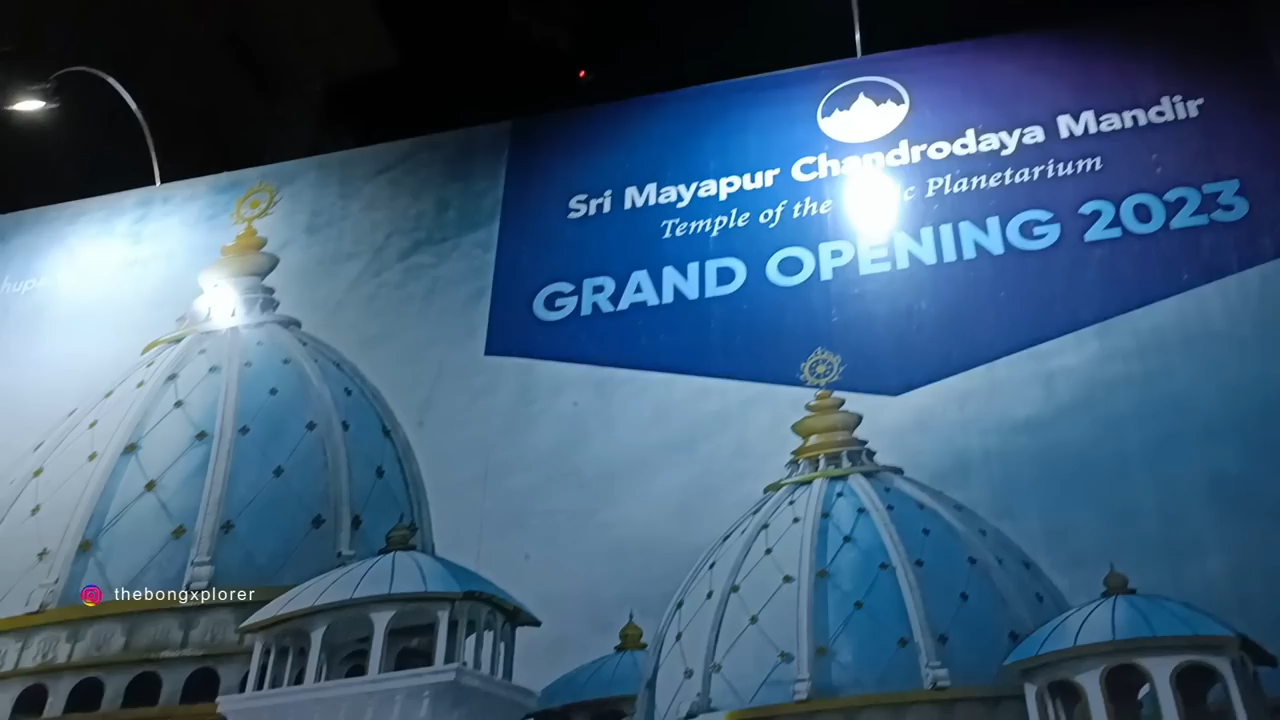 Sri Mayapur Chandrodaya Mandir
Temple of the Planetarium
GRAND OPENING 2023
thebongxplorer